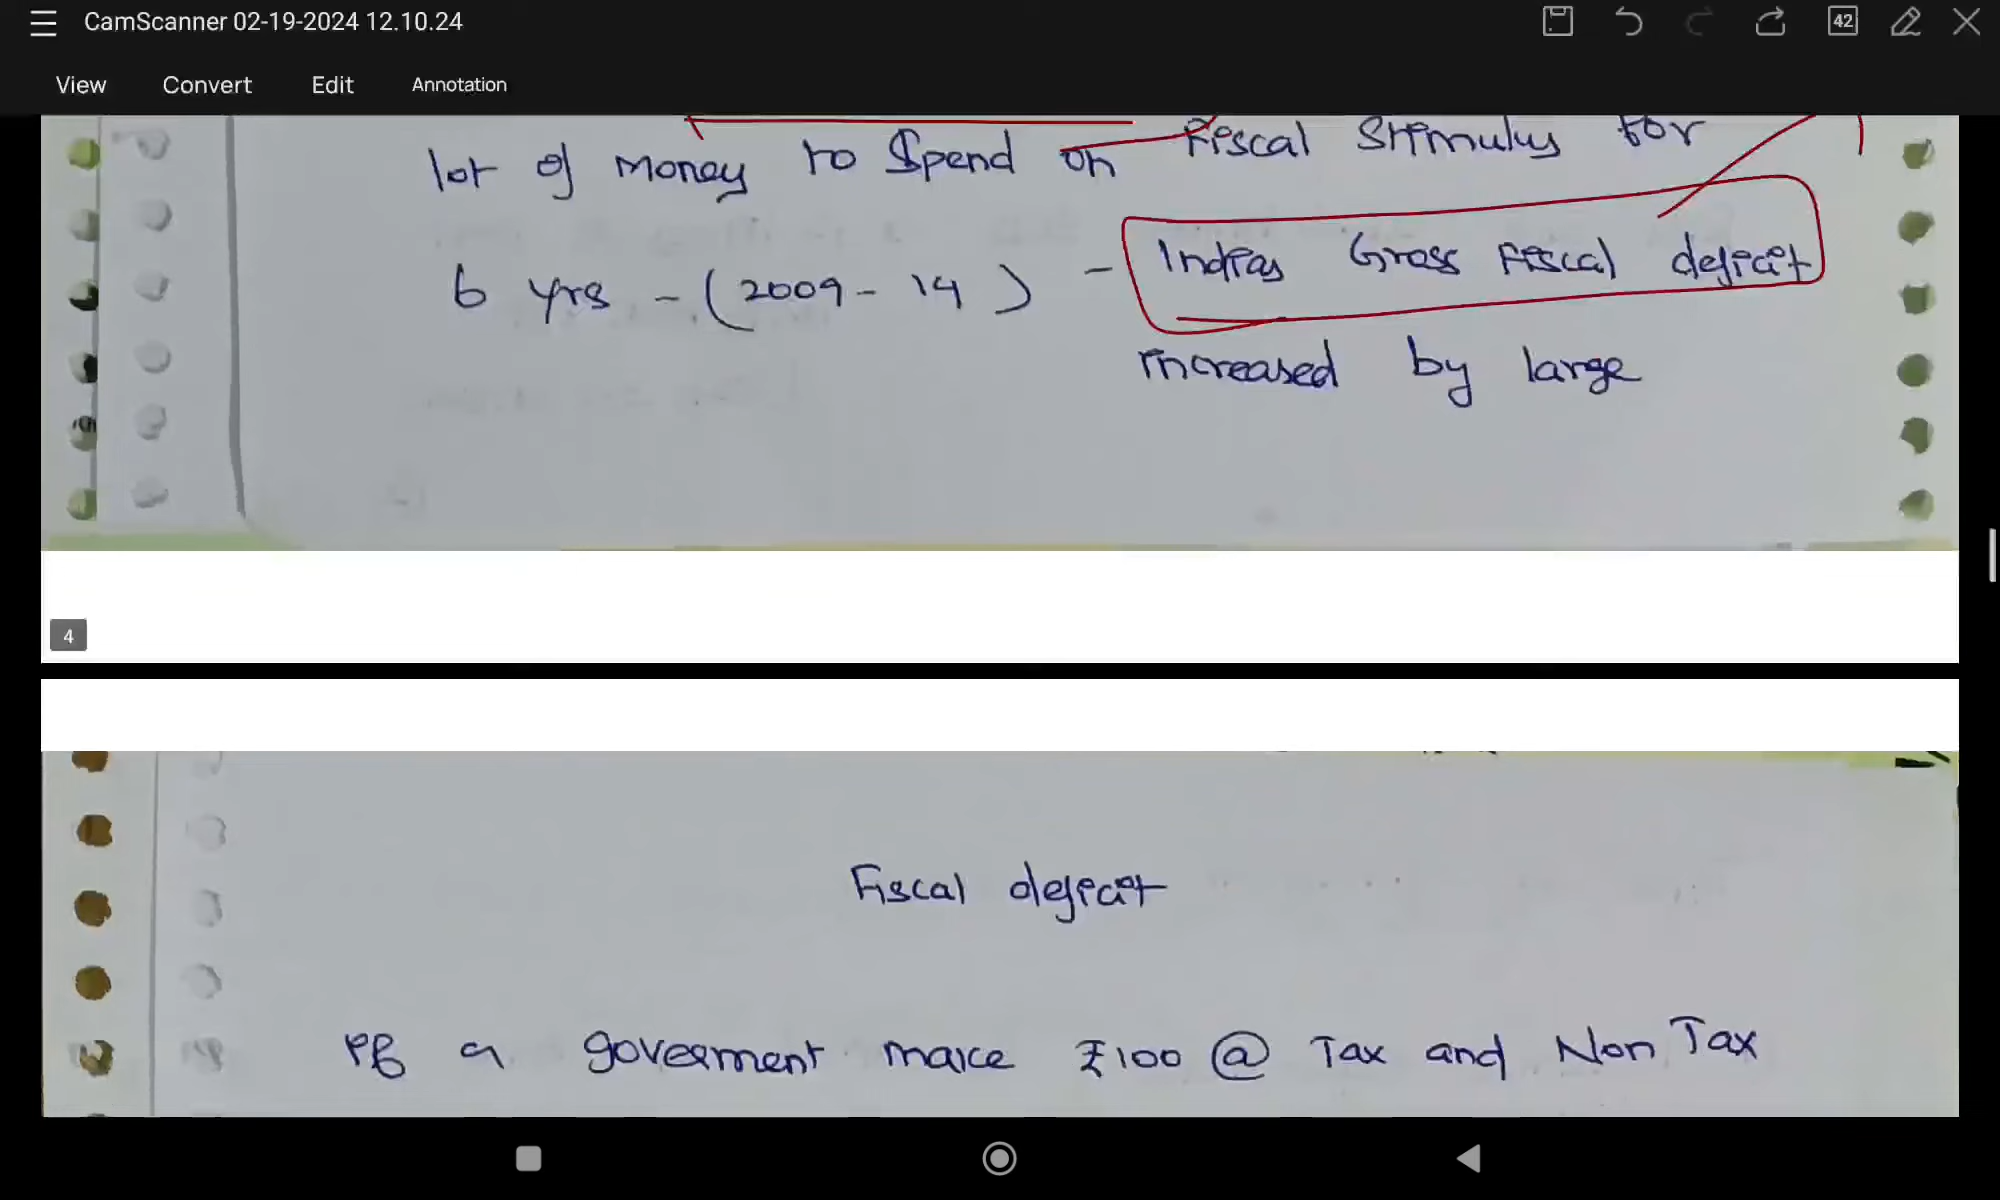 CamScanner 02-19-2024 12.10.24
42
View Convert Edit Annotation
lot of money to spend on Fiscal Stimulus for
6 yrs - (2009 - 14) - Indias Gross Fiscal deficit
increased by large
4
Fiscal deficit
If a goverment make ₹100 @ Tax and Non Tax